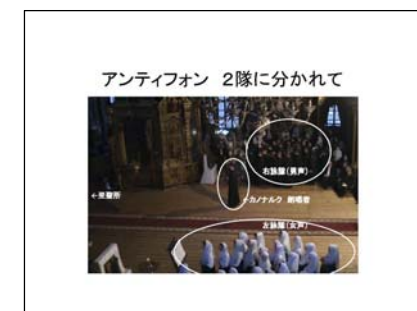 アンティフォン 2隊に分かれて
右詠隊(男声)
←至聖所
←カノナルク 朗唱者
左詠隊(女声)